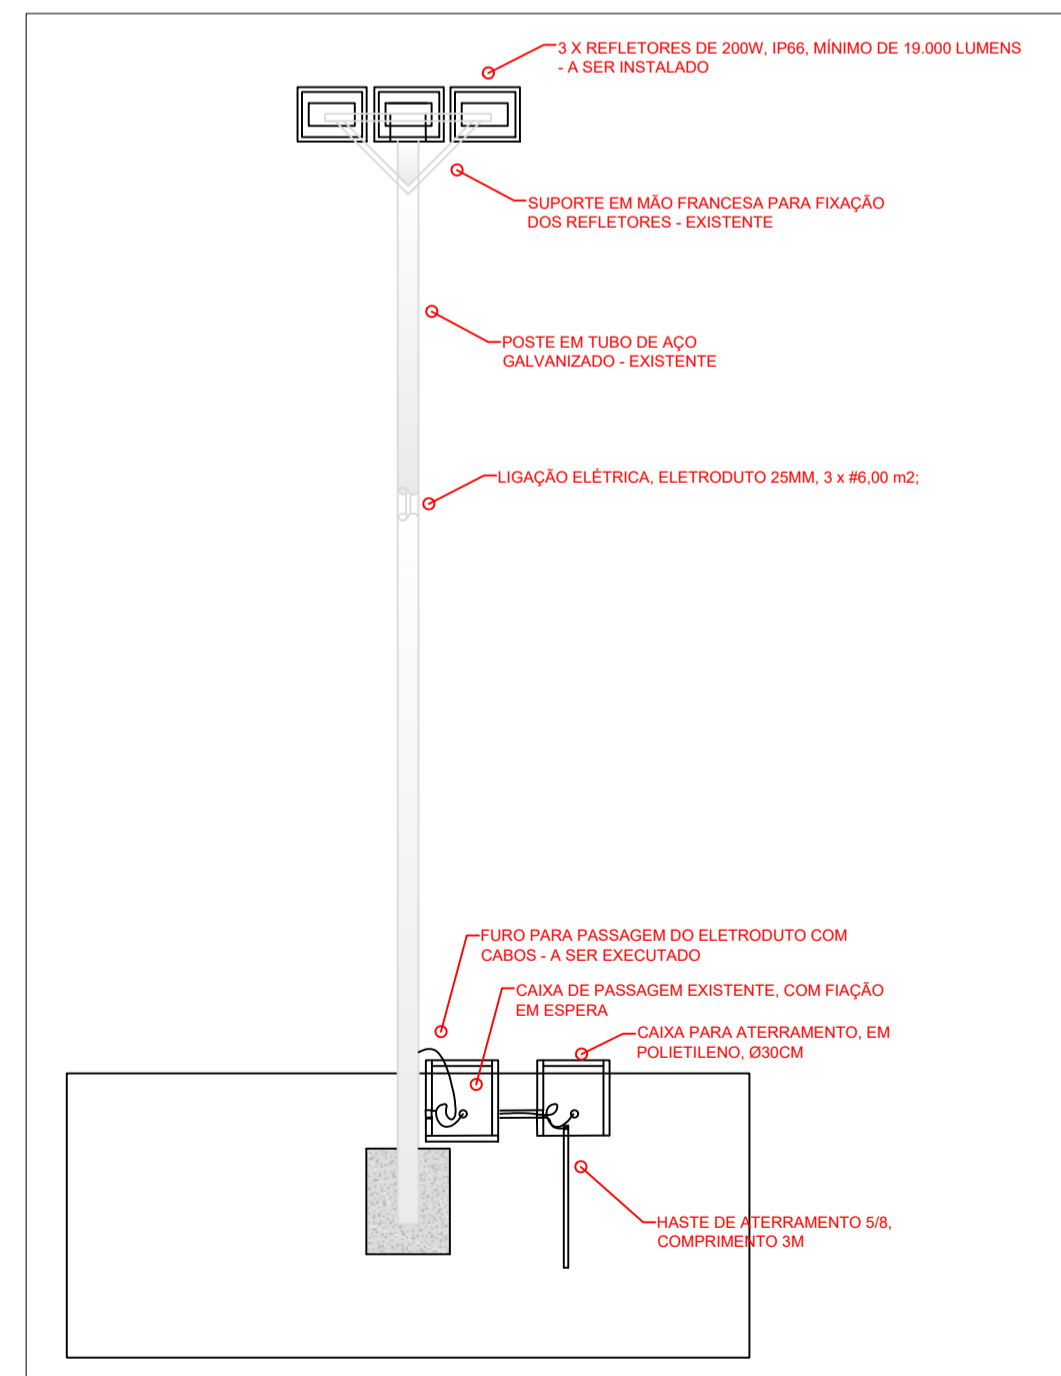 3 X REFLETORES DE 200W, IP66, MÍNIMO DE 19.000 LUMENS
- A SER INSTALADO
SUPORTE EM MÃO FRANCESA PARA FIXAÇÃO
DOS REFLETORES - EXISTENTE
POSTE EM TUBO DE AÇO
GALVANIZADO - EXISTENTE
LIGAÇÃO ELÉTRICA, ELETRODUTO 25MM, 3 x #6,00 m2;
FURO PARA PASSAGEM DO ELETRODUTO COM
CABOS - A SER EXECUTADO
CAIXA DE PASSAGEM EXISTENTE, COM FIAÇÃO
EM ESPERA
CAIXA PARA ATERRAMENTO, EM
POLIETILENO, Ø30CM
HASTE DE ATERRAMENTO 5/8,
COMPRIMENTO 3M